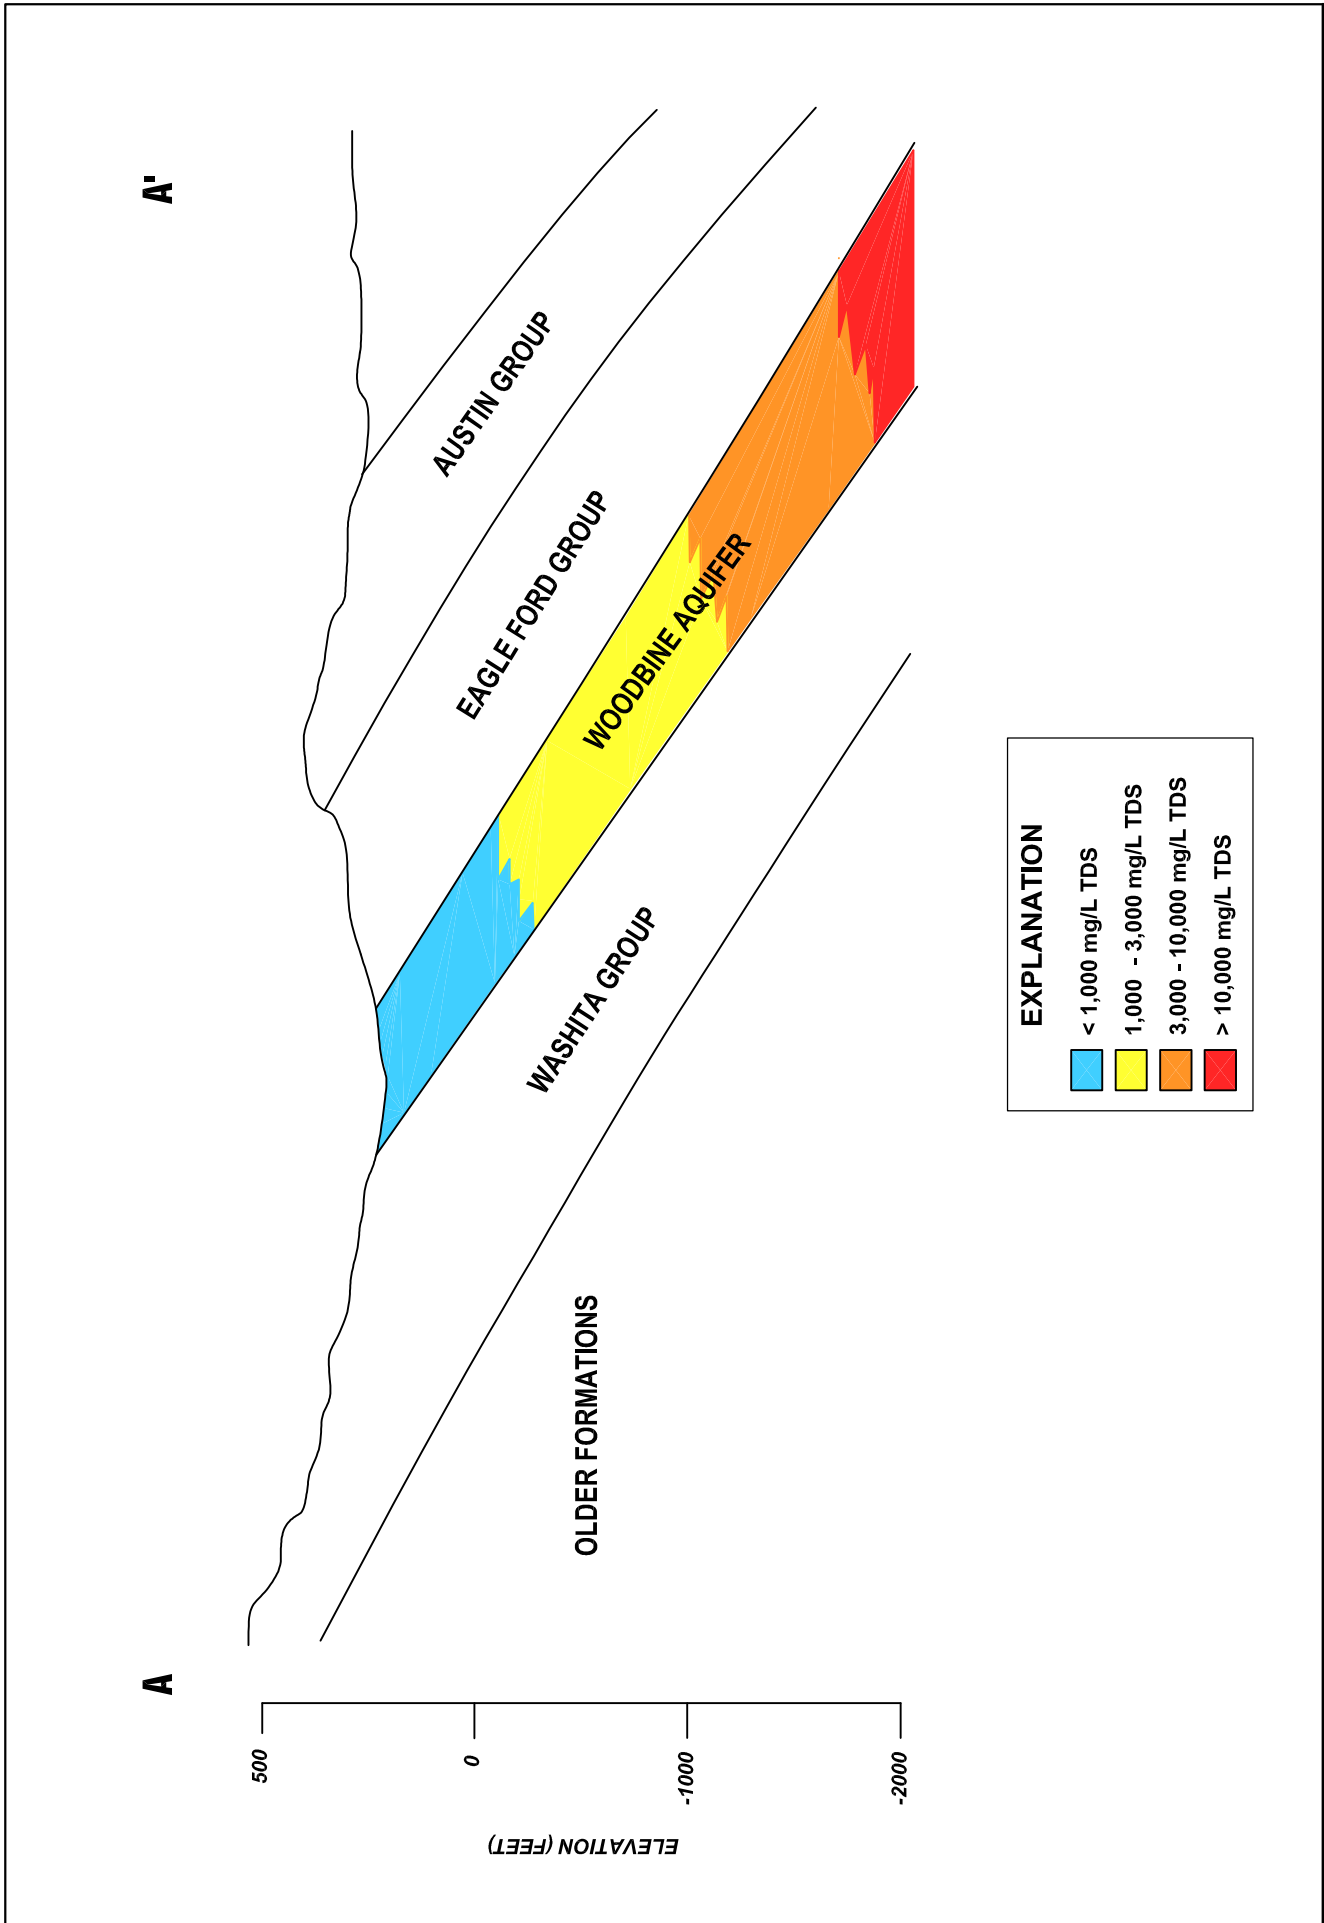 A
A'
500
0
-1000
-2000
ELEVATION (FEET)
AUSTIN GROUP
EAGLE FORD GROUP
WOODBINE AQUIFER
WASHITA GROUP
OLDER FORMATIONS
EXPLANATION
< 1,000 mg/L TDS
1,000 - 3,000 mg/L TDS
3,000 - 10,000 mg/L TDS
> 10,000 mg/L TDS